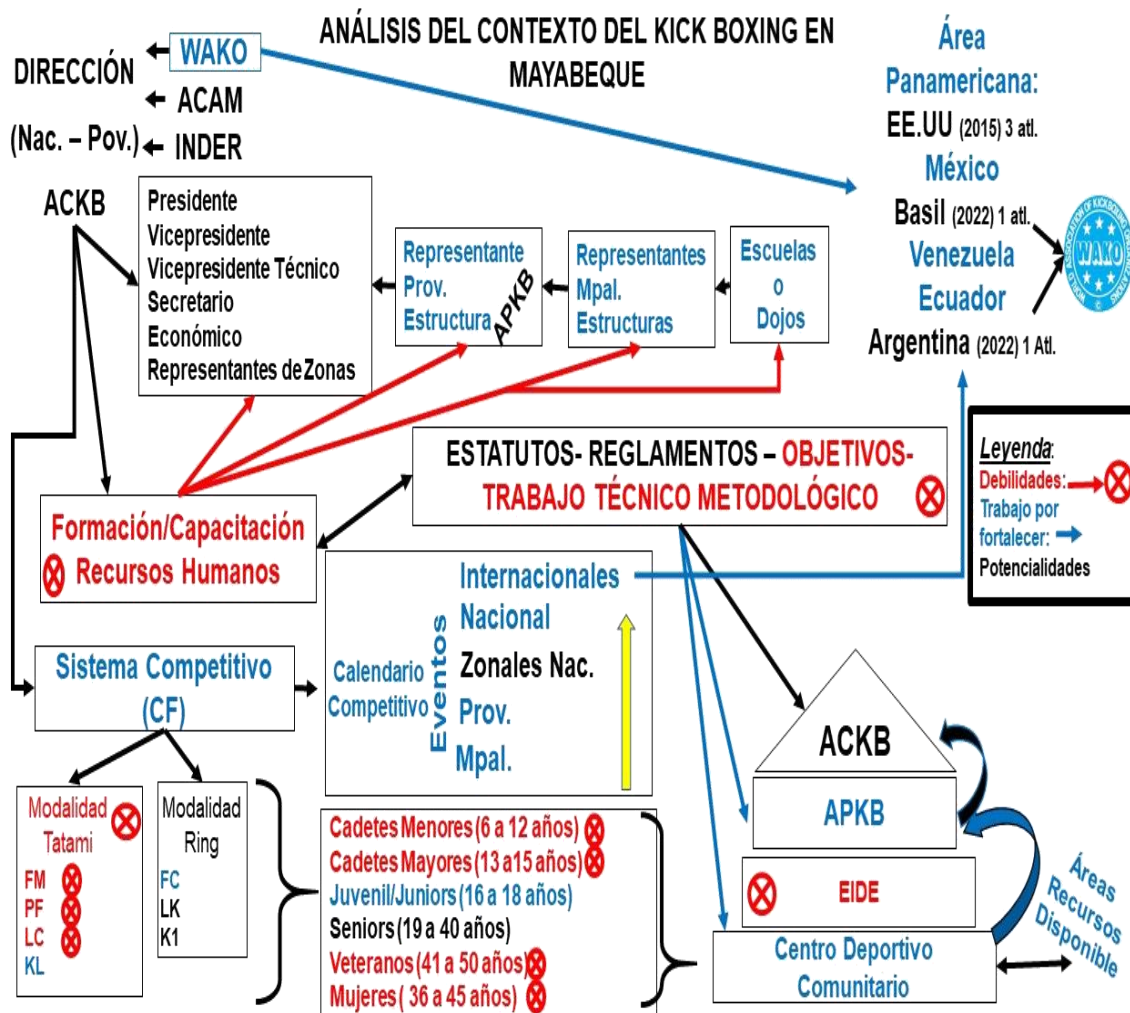 ANÁLISIS DEL CONTEXTO DEL KICK BOXING EN
MAYABEQUE
DIRECCIÓN
(Nac. – Pov.)
WAKO
ACAM
INDER
Área
Panamericana:
EE.UU (2015) 3 atl.
México
Basil (2022) 1 atl.
Venezuela
Ecuador
Argentina (2022) 1 Atl.
WORLD ASSOCIATION OF KICKBOXING ORGANIZATIONS
WAKO
©
ACKB
Presidente
Vicepresidente
Vicepresidente Técnico
Secretario
Económico
Representantes de Zonas
Representante
Prov.
Estructura
APKB
Representantes
Mpal.
Estructuras
Escuelas
o
Dojos
ESTATUTOS- REGLAMENTOS – OBJETIVOS-
TRABAJO TÉCNICO METODOLÓGICO
Leyenda:
Debilidades:
Trabajo por
fortalecer:
Potencialidades
Formación/Capacitación
Recursos Humanos
Sistema Competitivo
(CF)
Calendario
Competitivo
Eventos
Internacionales
Nacional
Zonales Nac.
Prov.
Mpal.
Modalidad
Tatami
FM
PF
LC
KL
Modalidad
Ring
FC
LK
K1
Cadetes Menores (6 a 12 años)
Cadetes Mayores (13 a15 años)
Juvenil/Juniors (16 a 18 años)
Seniors (19 a 40 años)
Veteranos (41 a 50 años)
Mujeres ( 36 a 45 años)
ACKB
APKB
EIDE
Centro Deportivo
Comunitario
Áreas
Recursos
Disponible